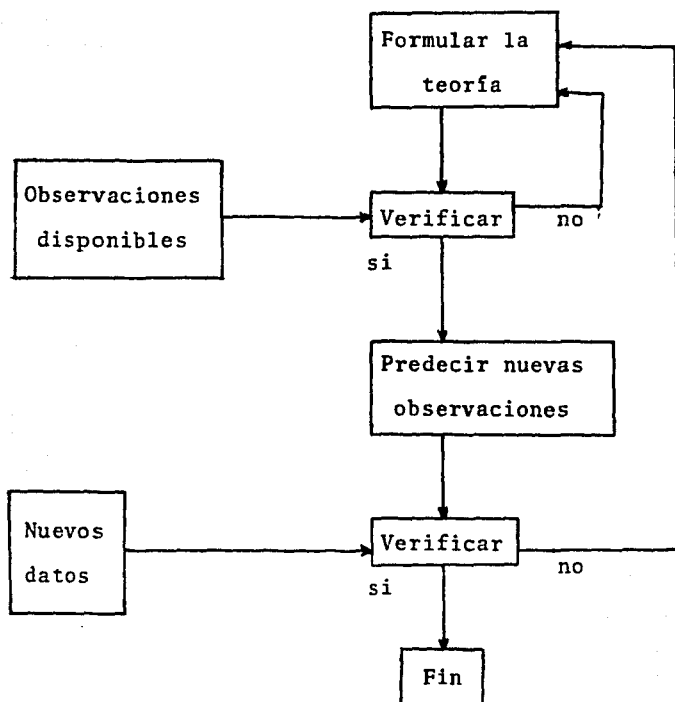 Formular la
teoría
Observaciones
disponibles
Verificar
no
si
Predecir nuevas
observaciones
Nuevos
datos
Verificar
no
si
Fin